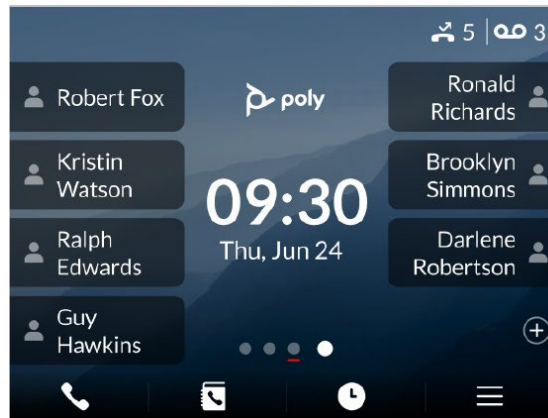 5 3
Robert Fox
poly
Ronald
Richards
Kristin
Watson
09:30
Brooklyn
Simmons
Thu, Jun 24
Ralph
Edwards
Darlene
Robertson
Guy
Hawkins